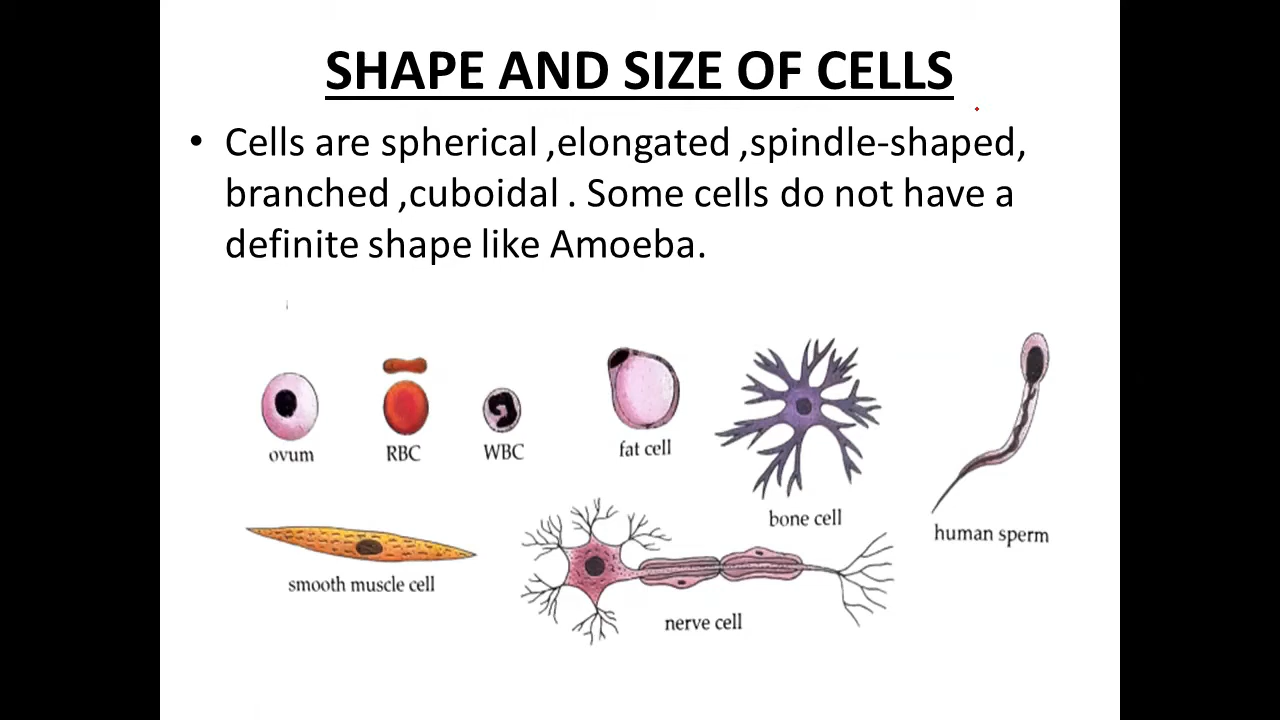 SHAPE AND SIZE OF CELLS
• Cells are spherical ,elongated ,spindle-shaped,
branched ,cuboidal . Some cells do not have a
definite shape like Amoeba.
ovum
RBC
WBC
fat cell
bone cell
human sperm
smooth muscle cell
nerve cell